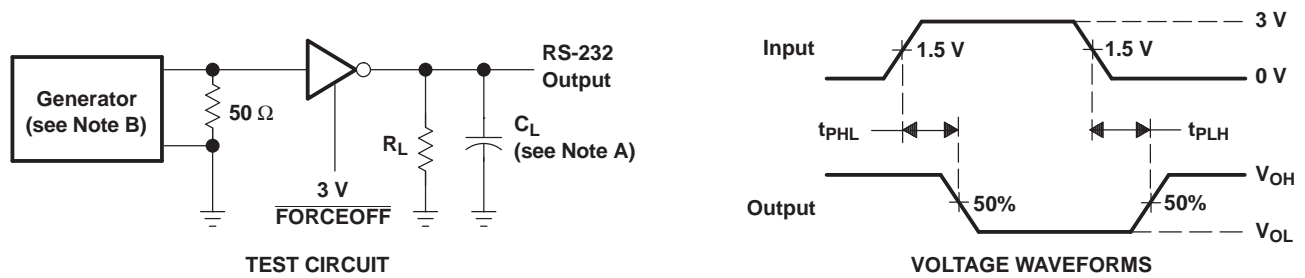 Generator
(see Note B)
50 Ω
3 V
FORCEOFF
R_L
C_L
(see Note A)
RS-232
Output
TEST CIRCUIT
Input
1.5 V
1.5 V
3 V
0 V
t_PHL
t_PLH
Output
50%
50%
V_OH
V_OL
VOLTAGE WAVEFORMS